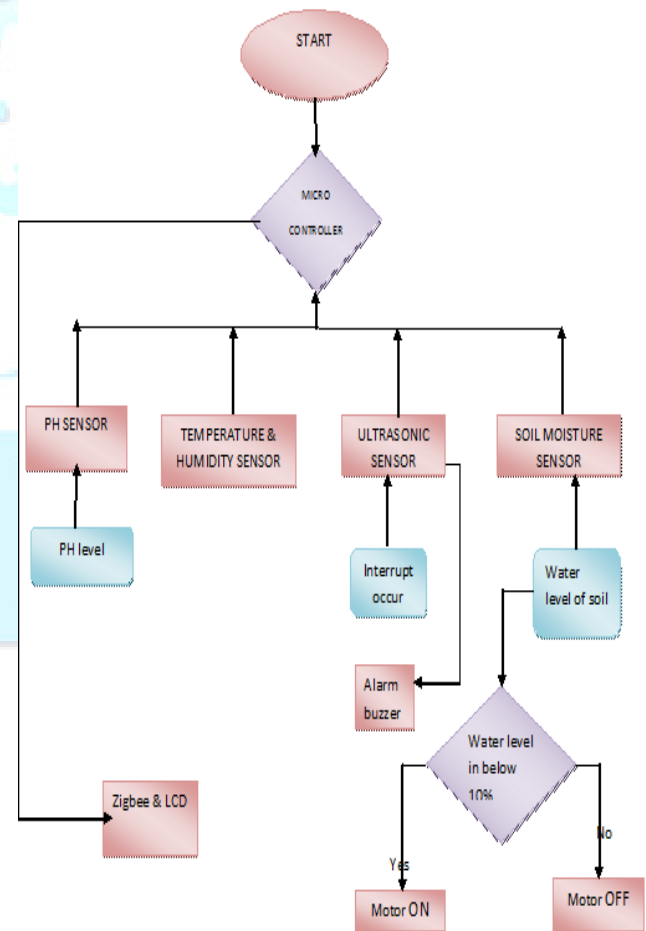 START
MICRO
CONTROLLER
PH SENSOR
TEMPERATURE &
HUMIDITY SENSOR
ULTRASONIC
SENSOR
SOIL MOISTURE
SENSOR
PH level
Interrupt
occur
Water
level of soil
Alarm
buzzer
Water level
in below
10%
Zigbee & LCD
Yes
No
Motor ON
Motor OFF